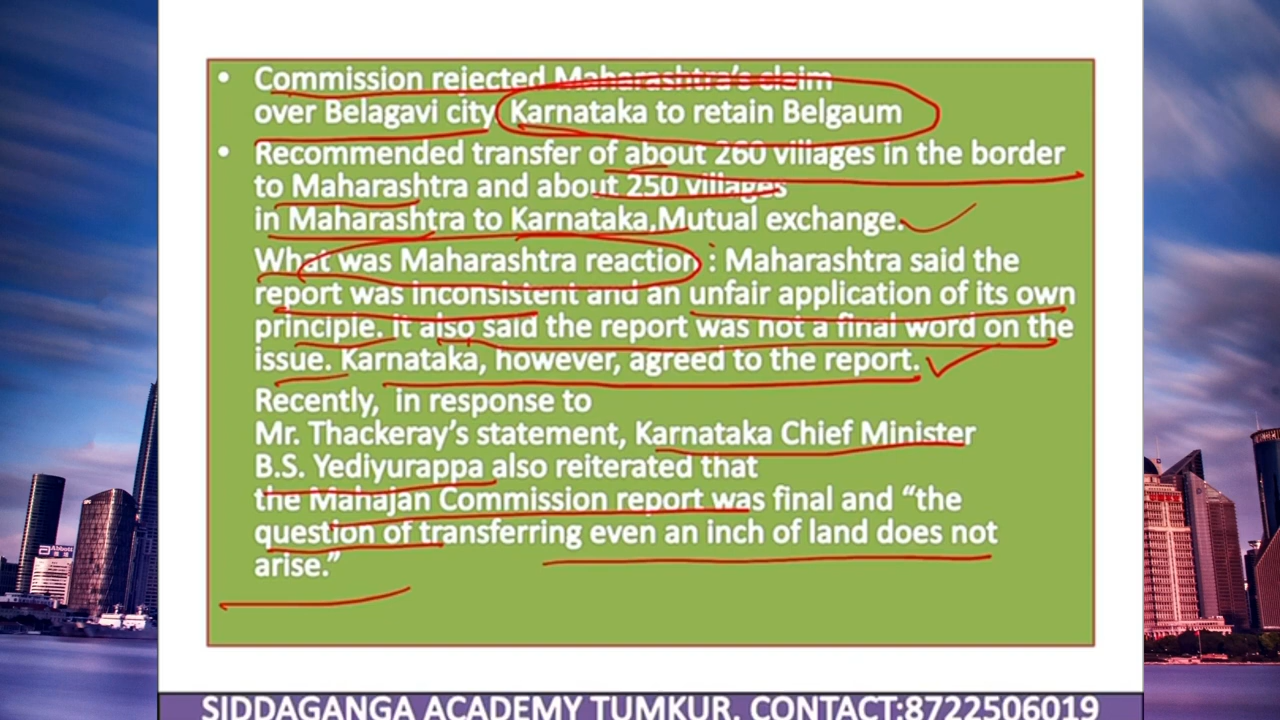 • Commission rejected Maharashtra's claim
over Belagavi city Karnataka to retain Belgaum
• Recommended transfer of about 260 villages in the border
to Maharashtra and about 250 villages
in Maharashtra to Karnataka,Mutual exchange.
What was Maharashtra reaction : Maharashtra said the
report was inconsistent and an unfair application of its own
principle. It also said the report was not a final word on the
issue. Karnataka, however, agreed to the report.
Recently, in response to
Mr. Thackeray's statement, Karnataka Chief Minister
B.S. Yediyurappa also reiterated that
the Mahajan Commission report was final and “the
question of transferring even an inch of land does not
arise.”
Abbott
SIDDAGANGA ACADEMY TUMKUR. CONTACT:8722506019